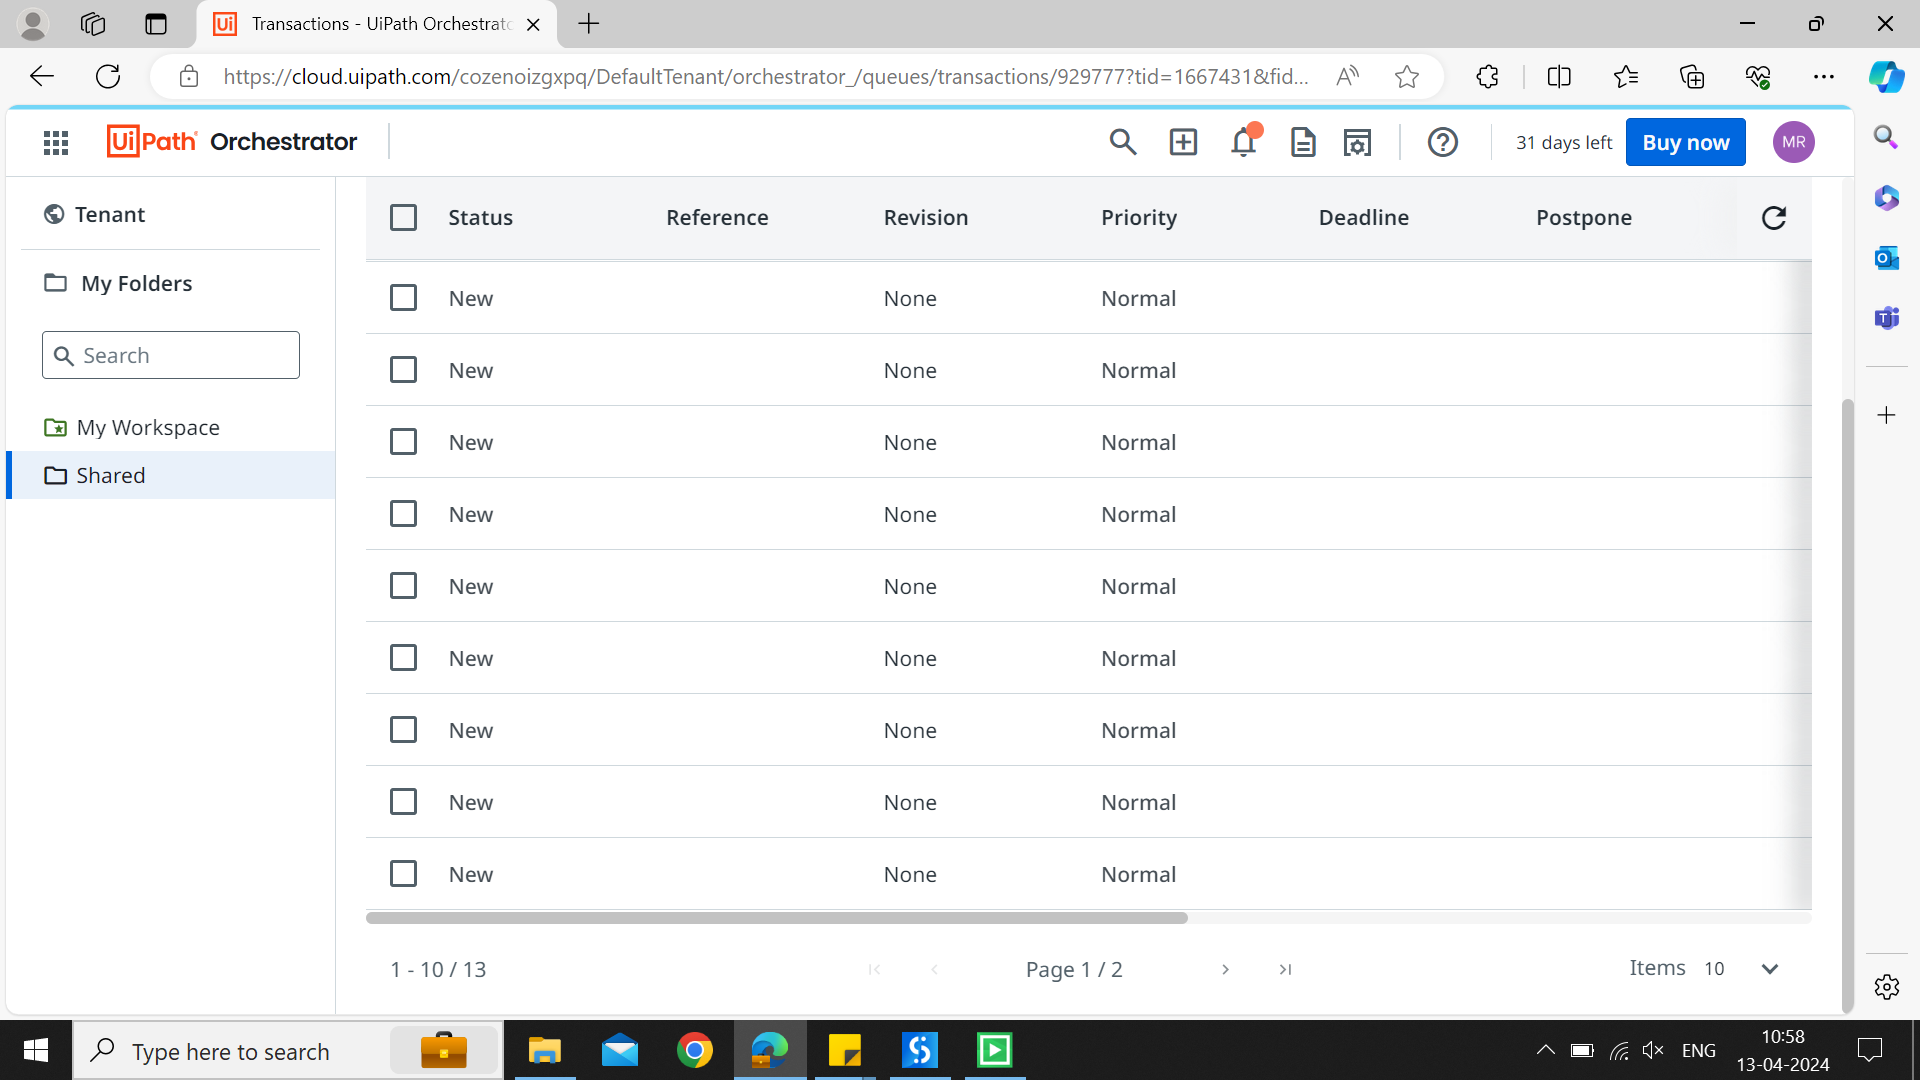 Transactions - UiPath Orchestrato
https://cloud.uipath.com/cozenoizgxpq/DefaultTenant/orchestrator_/queues/transactions/929777?tid=1667431&fid...
UiPath Orchestrator
31 days left
Buy now
MR
Tenant
My Folders
Search
My Workspace
Shared
Status Reference Revision Priority Deadline Postpone
New None Normal
New None Normal
New None Normal
New None Normal
New None Normal
New None Normal
New None Normal
New None Normal
New None Normal
1 - 10 / 13
Page 1 / 2
Items 10
Type here to search
ENG
10:58
13-04-2024